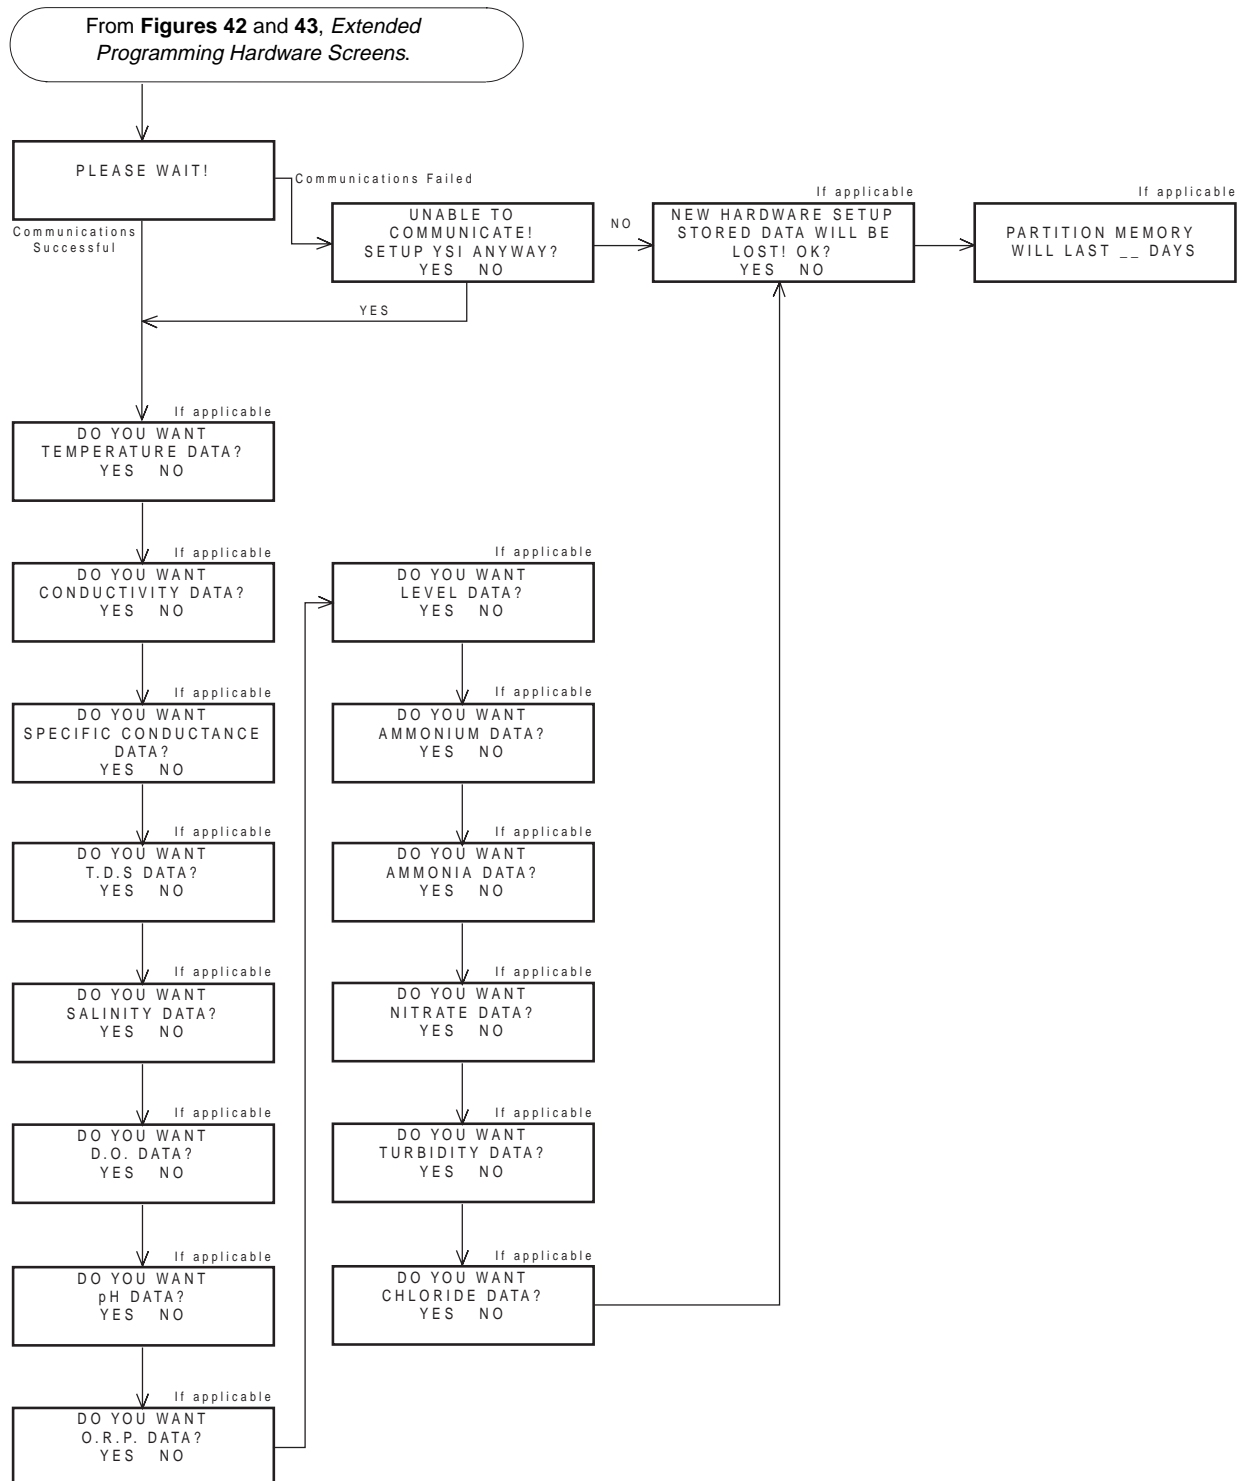 From Figures 42 and 43, Extended
Programming Hardware Screens.
PLEASE WAIT!
Communications Failed
Communications
Successful
UNABLE TO
COMMUNICATE!
SETUP YSI ANYWAY?
YES NO
NO
YES
If applicable
NEW HARDWARE SETUP
STORED DATA WILL BE
LOST! OK?
YES NO
If applicable
PARTITION MEMORY
WILL LAST __ DAYS
If applicable
DO YOU WANT
TEMPERATURE DATA?
YES NO
If applicable
DO YOU WANT
CONDUCTIVITY DATA?
YES NO
If applicable
DO YOU WANT
SPECIFIC CONDUCTANCE
DATA?
YES NO
If applicable
DO YOU WANT
T.D.S DATA?
YES NO
If applicable
DO YOU WANT
SALINITY DATA?
YES NO
If applicable
DO YOU WANT
D.O. DATA?
YES NO
If applicable
DO YOU WANT
pH DATA?
YES NO
If applicable
DO YOU WANT
O.R.P. DATA?
YES NO
If applicable
DO YOU WANT
LEVEL DATA?
YES NO
If applicable
DO YOU WANT
AMMONIUM DATA?
YES NO
If applicable
DO YOU WANT
AMMONIA DATA?
YES NO
If applicable
DO YOU WANT
NITRATE DATA?
YES NO
If applicable
DO YOU WANT
TURBIDITY DATA?
YES NO
If applicable
DO YOU WANT
CHLORIDE DATA?
YES NO